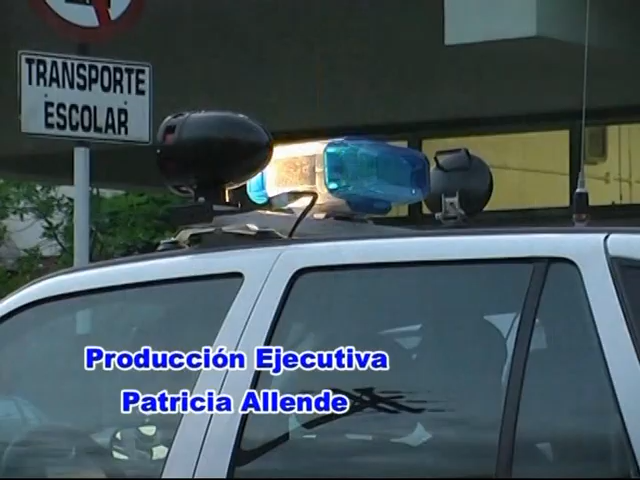 TRANSPORTE
ESCOLAR
Producción Ejecutiva
Patricia Allende